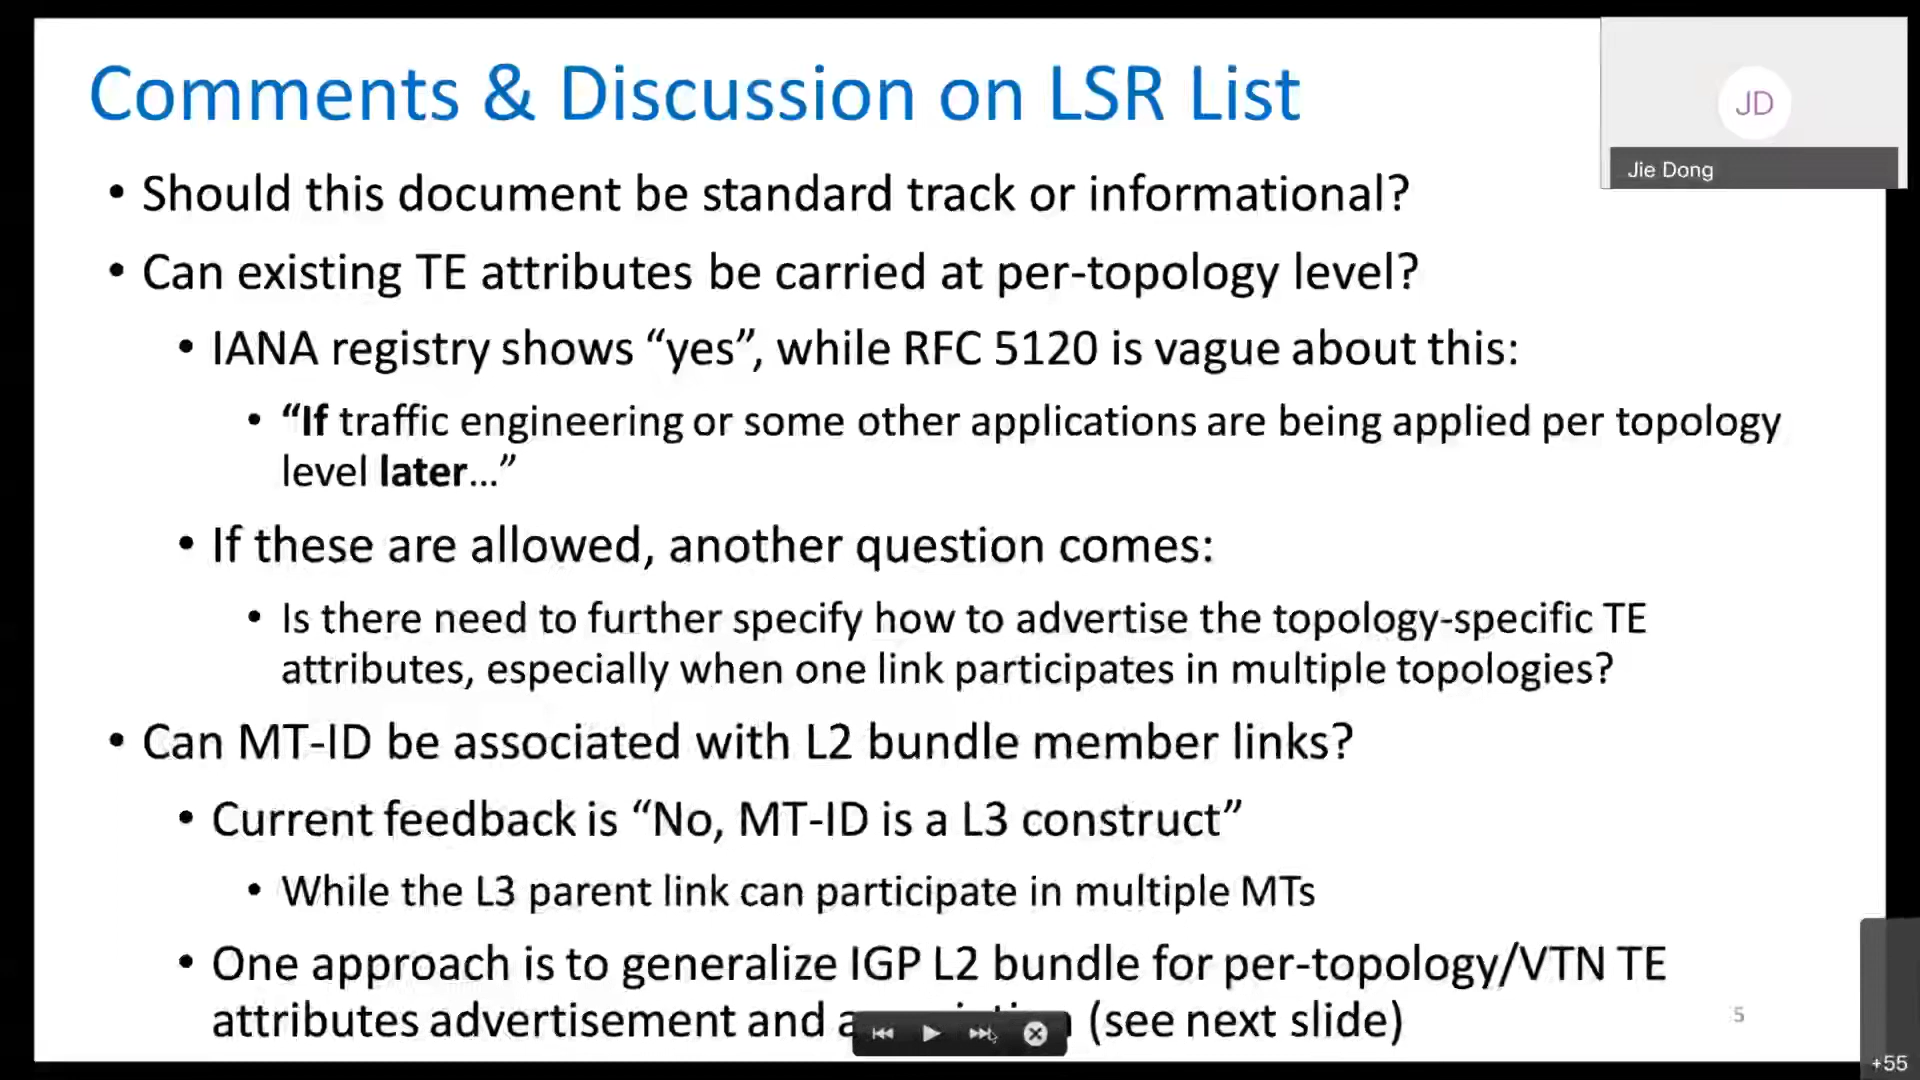 Comments & Discussion on LSR List
JD
Jie Dong
• Should this document be standard track or informational?
• Can existing TE attributes be carried at per-topology level?
• IANA registry shows “yes”, while RFC 5120 is vague about this:
• “If traffic engineering or some other applications are being applied per topology
level later…”
• If these are allowed, another question comes:
• Is there need to further specify how to advertise the topology-specific TE
attributes, especially when one link participates in multiple topologies?
• Can MT-ID be associated with L2 bundle member links?
• Current feedback is “No, MT-ID is a L3 construct”
• While the L3 parent link can participate in multiple MTs
• One approach is to generalize IGP L2 bundle for per-topology/VTN TE
attributes advertisement and (see next slide)
5
+55